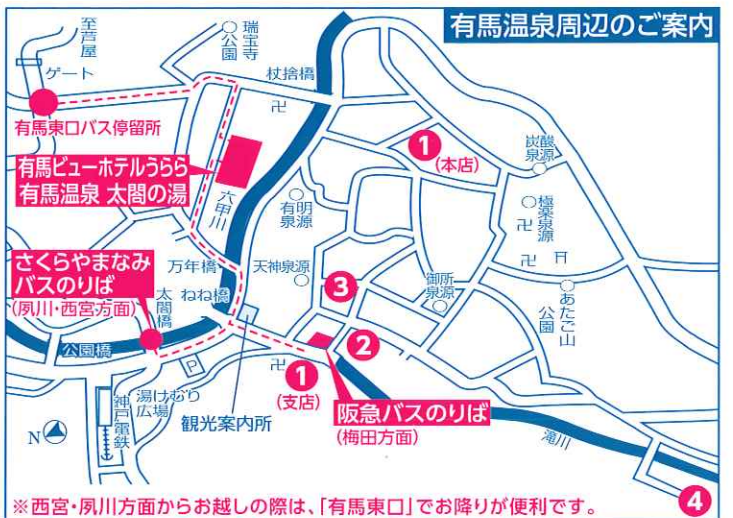 有馬温泉周辺のご案内
至芦屋
ゲート
有馬東口バス停留所
瑞宝寺
公園
杖捨橋
卍
有馬ビューホテルうらら
有馬温泉 太閤の湯
六甲川
1
(本店)
炭酸
泉源
極楽泉源
卍
卍
有明
泉源
さくらやまなみ
バスのりば
(夙川・西宮方面)
万年橋
ねね橋
太閤橋
天神泉源
3
御所
泉源
あたご山
公園
公園橋
P
卍
1
(支店)
2
阪急バスのりば
(梅田方面)
湯けむり
広場
神戸電鉄
観光案内所
滝川
N
4
※西宮・夙川方面からお越しの際は、「有馬東口」でお降りが便利です。